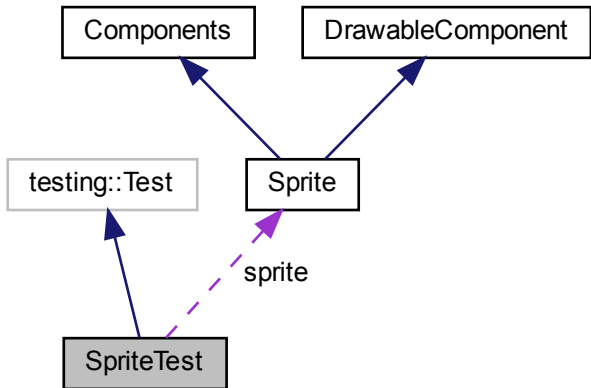 Components
DrawableComponent
testing::Test
Sprite
sprite
SpriteTest